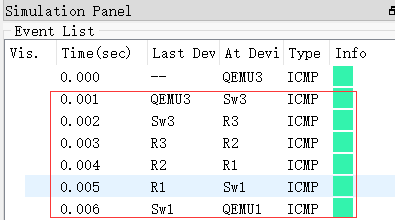 Simulation Panel
Event List
Vis. Time(sec) Last Dev At Devi Type Info
0.000 -- QEMU3 ICMP
0.001 QEMU3 Sw3 ICMP
0.002 Sw3 R3 ICMP
0.003 R3 R2 ICMP
0.004 R2 R1 ICMP
0.005 R1 Sw1 ICMP
0.006 Sw1 QEMU1 ICMP